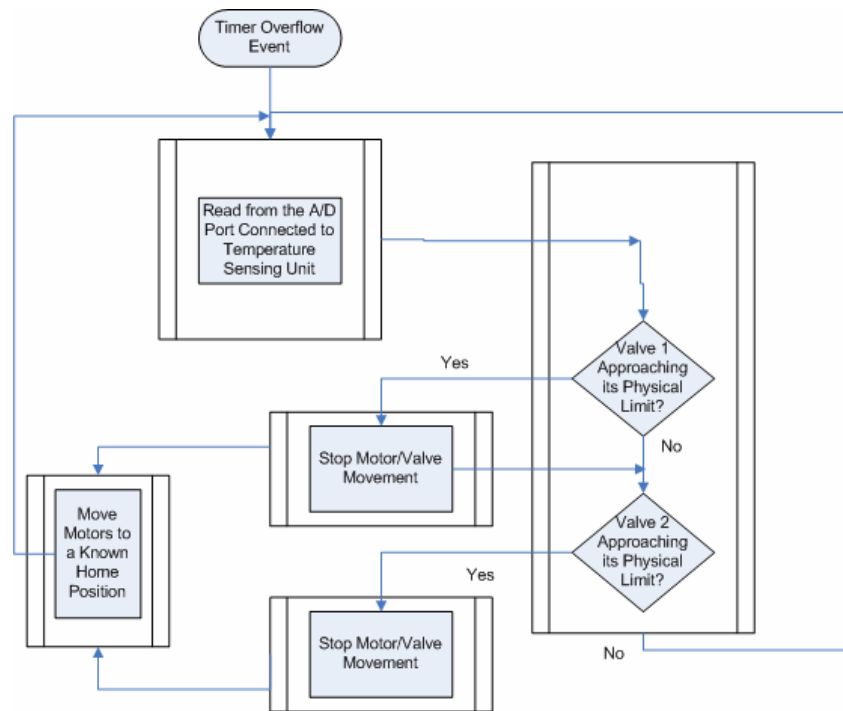 Timer Overflow
Event
Read from the A/D
Port Connected to
Temperature
Sensing Unit
Valve 1
Approaching
its Physical
Limit?
Yes
No
Stop Motor/Valve
Movement
Move
Motors to
a Known
Home
Position
Valve 2
Approaching
its Physical
Limit?
Yes
Stop Motor/Valve
Movement
No